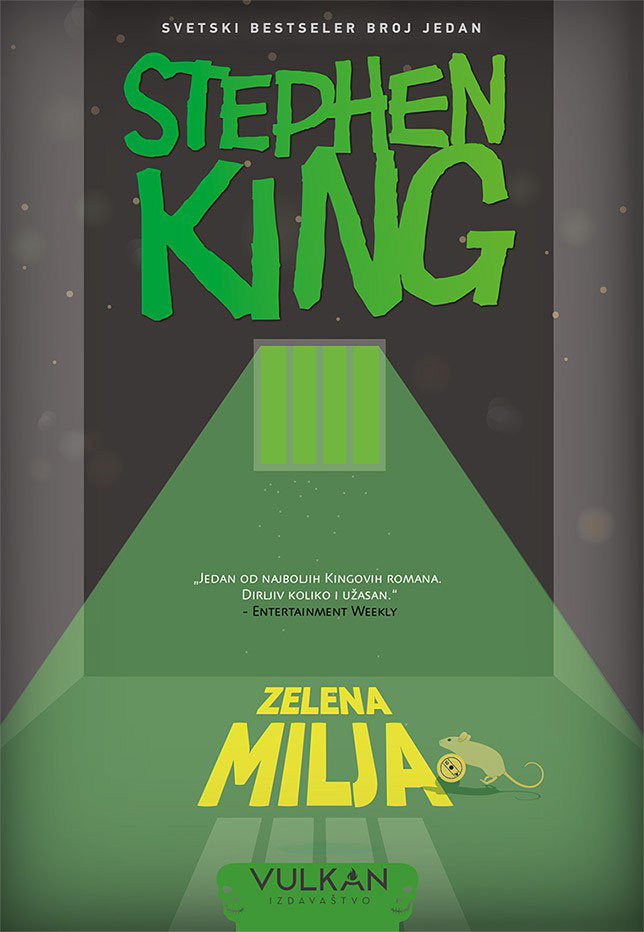 SVETSKI BESTSELER BROJ JEDAN
STEPHEN
KING
„JEDAN OD NAJBOLJIH KINGOVIH ROMANA.
DIRLJIV KOLIKO I UŽASAN.“
- ENTERTAINMENT WEEKLY
ZELENA
MILJA
VULKAN
IZDAVAŠTVO